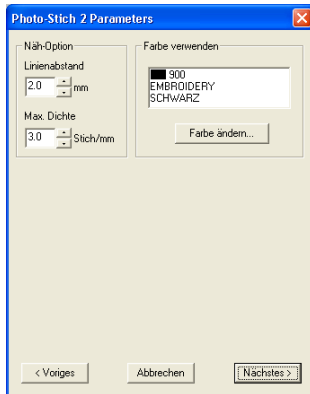 Photo-Stich 2 Parameters
Näh-Option
Linienabstand
2.0 mm
Max. Dichte
3.0 Stich/mm
Farbe verwenden
900
EMBROIDERY
SCHWARZ
Farbe ändern...
< Voriges
Abbrechen
Nächstes >